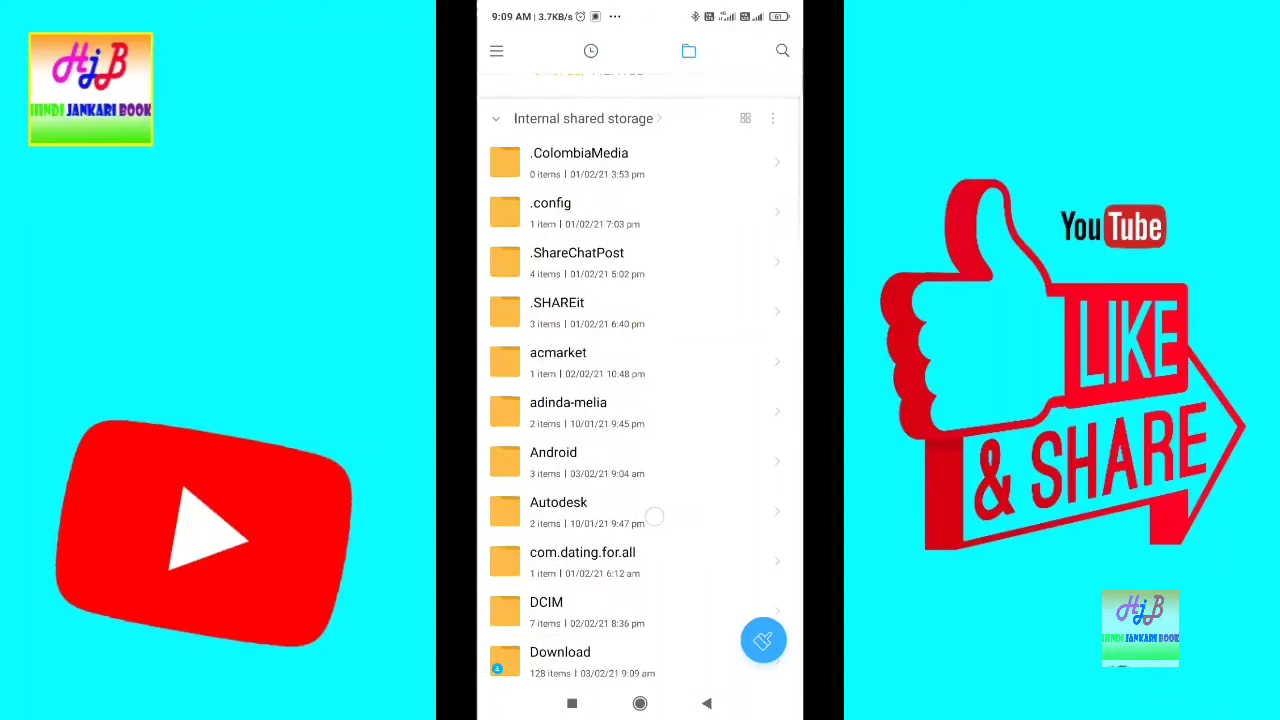 HjB
HINDI JANKARI BOOK
9:09 AM | 3.7KB/s
61
Internal shared storage
.ColombiaMedia
0 items | 01/02/21 3:53 pm
.config
1 item | 01/02/21 7:03 pm
.ShareChatPost
4 items | 01/02/21 5:02 pm
.SHAREit
3 items | 01/02/21 6:40 pm
acmarket
1 item | 02/02/21 10:48 pm
adinda-melia
2 items | 10/01/21 9:45 pm
Android
3 items | 03/02/21 9:04 am
Autodesk
2 items | 10/01/21 9:47 pm
com.dating.for.all
1 item | 01/02/21 6:12 am
DCIM
7 items | 02/02/21 8:36 pm
Download
128 items | 03/02/21 9:09 am
YouTube
LIKE
& SHARE
HjB
HINDI JANKARI BOOK